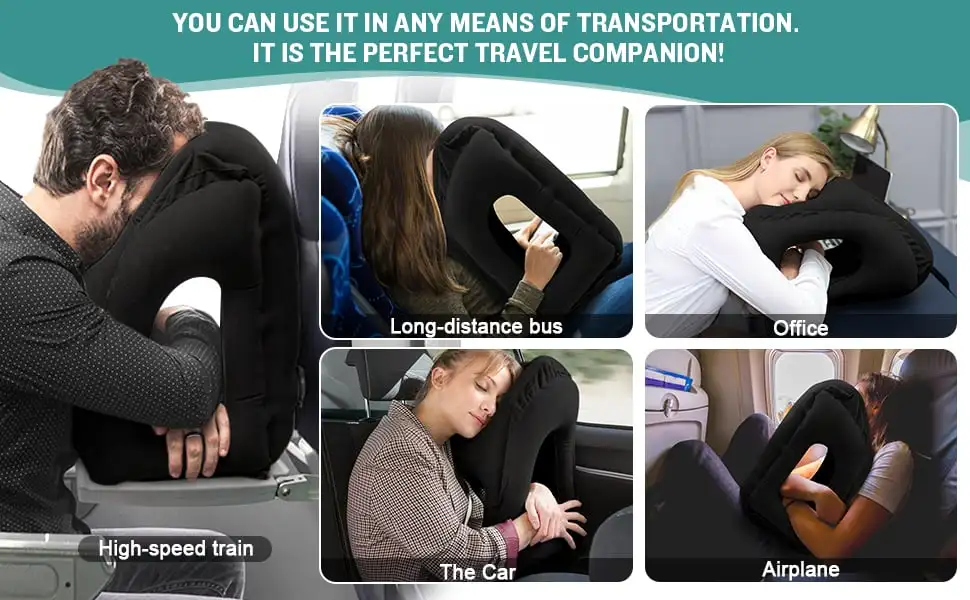 YOU CAN USE IT IN ANY MEANS OF TRANSPORTATION.
IT IS THE PERFECT TRAVEL COMPANION!
Long-distance bus
Office
High-speed train
The Car
Airplane